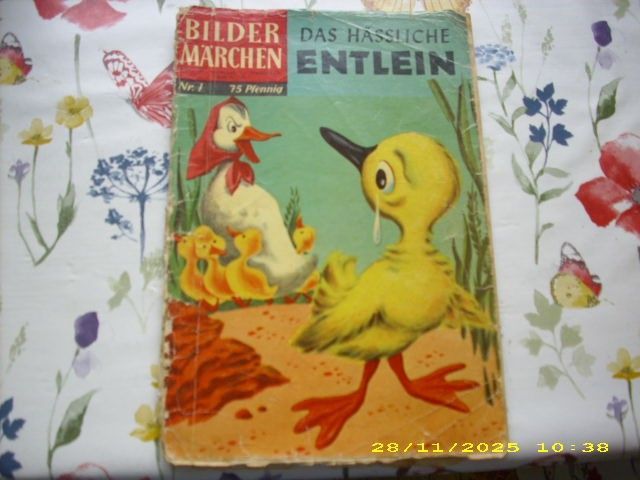 BILDER
MÄRCHEN
Nr. 1 75 Pfennig
DAS HÄSSLICHE
ENTLEIN
28/11/2025 10:38